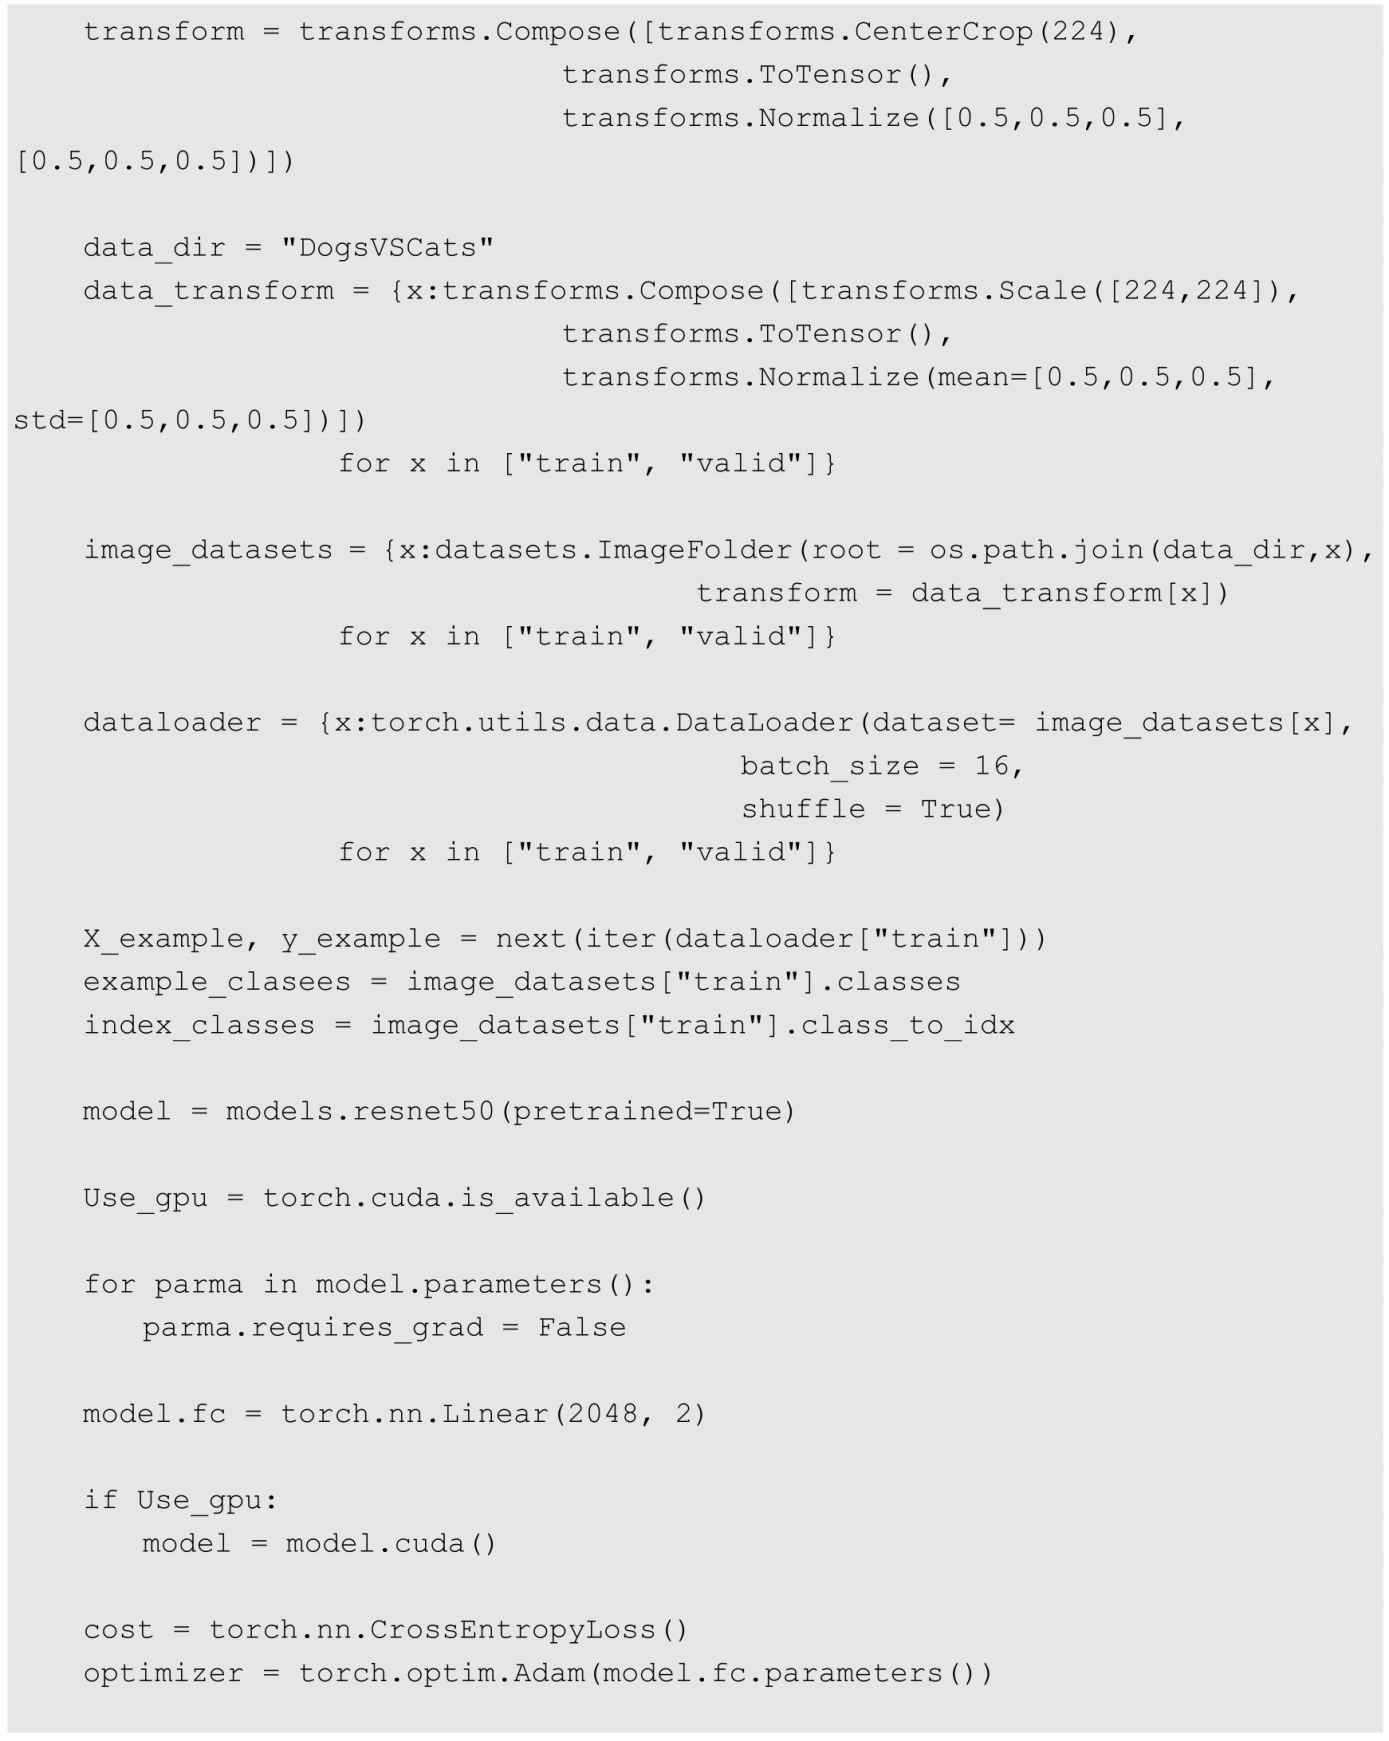 transform = transforms.Compose([transforms.CenterCrop(224),
transforms.ToTensor(),
transforms.Normalize([0.5,0.5,0.5],
[0.5,0.5,0.5])])
data_dir = "DogsVSCats"
data_transform = {x:transforms.Compose([transforms.Scale([224,224]),
transforms.ToTensor(),
transforms.Normalize(mean=[0.5,0.5,0.5],
std=[0.5,0.5,0.5])])
for x in ["train", "valid"]}
image_datasets = {x:datasets.ImageFolder(root = os.path.join(data_dir,x),
transform = data_transform[x])
for x in ["train", "valid"]}
dataloader = {x:torch.utils.data.DataLoader(dataset= image_datasets[x],
batch_size = 16,
shuffle = True)
for x in ["train", "valid"]}
X_example, y_example = next(iter(dataloader["train"]))
example_clasees = image_datasets["train"].classes
index_classes = image_datasets["train"].class_to_idx
model = models.resnet50(pretrained=True)
Use_gpu = torch.cuda.is_available()
for parma in model.parameters():
parma.requires_grad = False
model.fc = torch.nn.Linear(2048, 2)
if Use_gpu:
model = model.cuda()
cost = torch.nn.CrossEntropyLoss()
optimizer = torch.optim.Adam(model.fc.parameters())